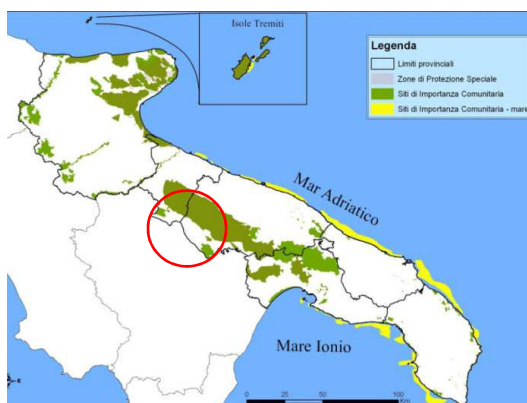 Isole Tremiti
Legenda
Limiti provinciali
Zone di Protezione Speciale
Siti di Importanza Comunitaria
Siti di Importanza Comunitaria - mare
Mar Adriatico
Mare Ionio
0
50
100